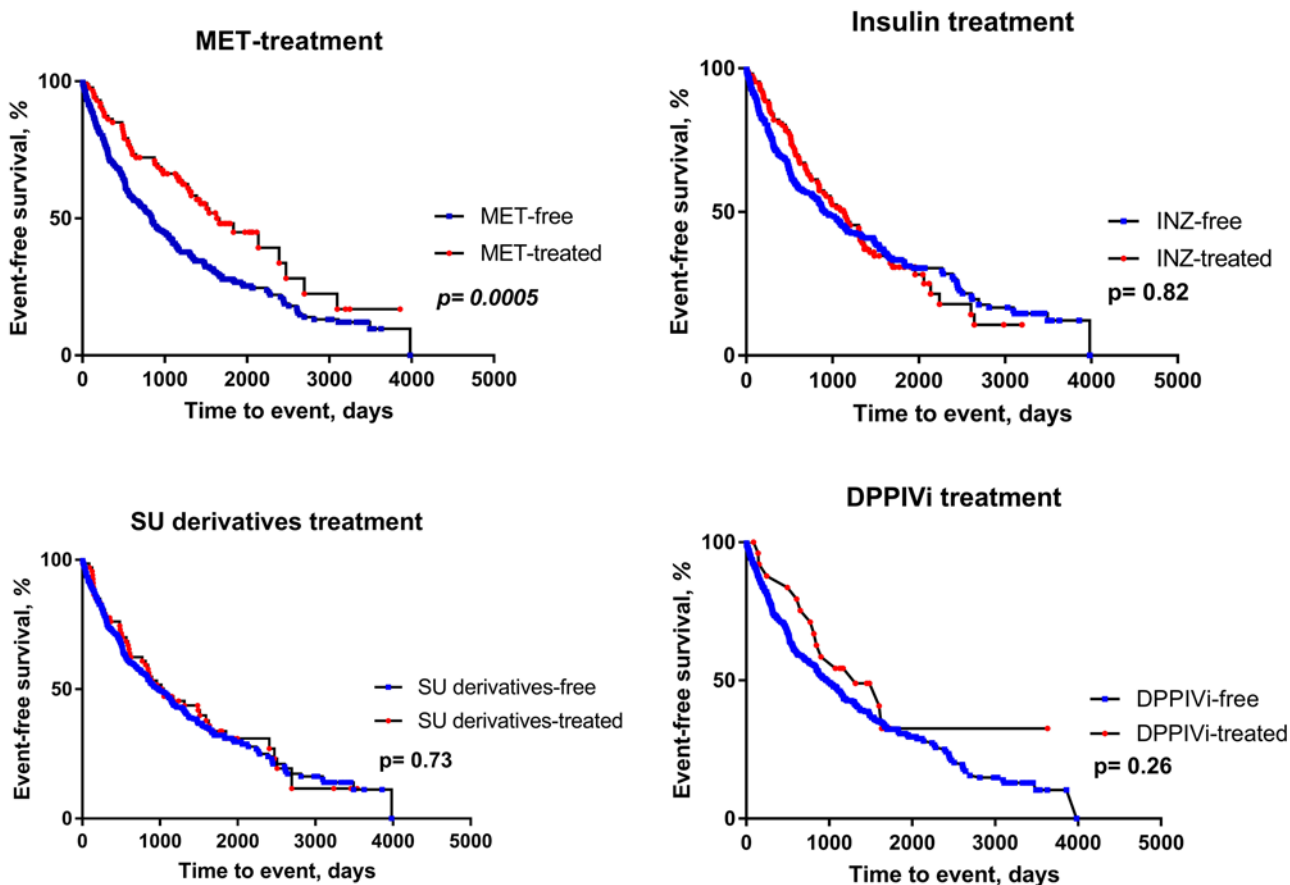 MET-treatment
Event-free survival, %
100
50
0
0 1000 2000 3000 4000 5000
Time to event, days
MET-free
MET-treated
p= 0.0005
Insulin treatment
Event-free survival, %
100
50
0
0 1000 2000 3000 4000 5000
Time to event, days
INZ-free
INZ-treated
p= 0.82
SU derivatives treatment
Event-free survival, %
100
50
0
0 1000 2000 3000 4000 5000
Time to event, days
SU derivatives-free
SU derivatives-treated
p= 0.73
DPPIVi treatment
Event-free survival, %
100
50
0
0 1000 2000 3000 4000 5000
Time to event, days
DPPIVi-free
DPPIVi-treated
p= 0.26